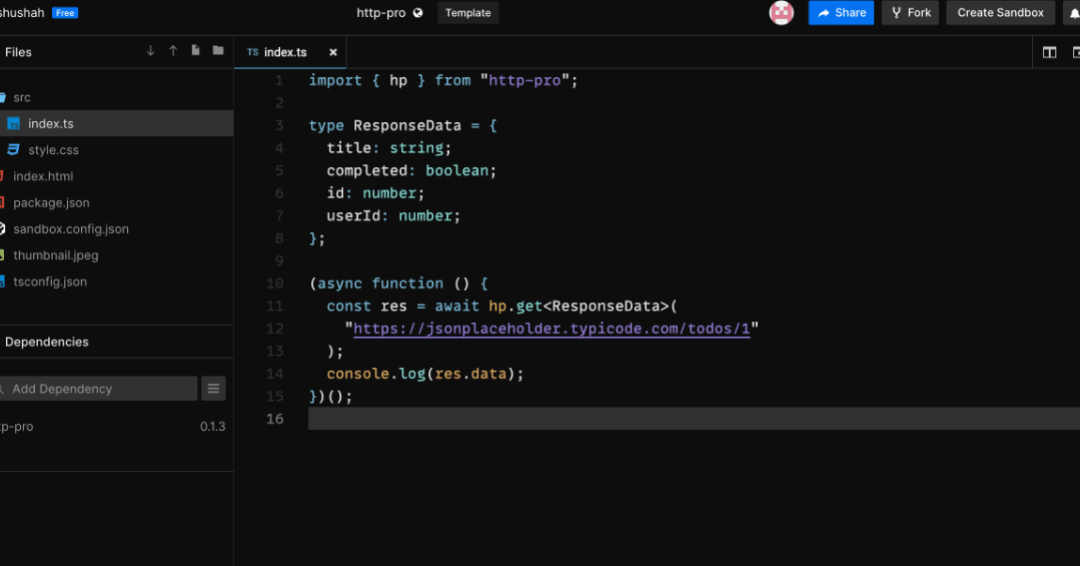 shushah Free
http-pro Template
Share Fork Create Sandbox
Files
src
index.ts
style.css
index.html
package.json
sandbox.config.json
thumbnail.jpeg
tsconfig.json
Dependencies
Add Dependency
tp-pro 0.1.3
TS index.ts ×
1 import { hp } from "http-pro";
2
3 type ResponseData = {
4 title: string;
5 completed: boolean;
6 id: number;
7 userId: number;
8 };
9
10 (async function () {
11 const res = await hp.get<ResponseData>(
12 "https://jsonplaceholder.typicode.com/todos/1"
13 );
14 console.log(res.data);
15 })();
16